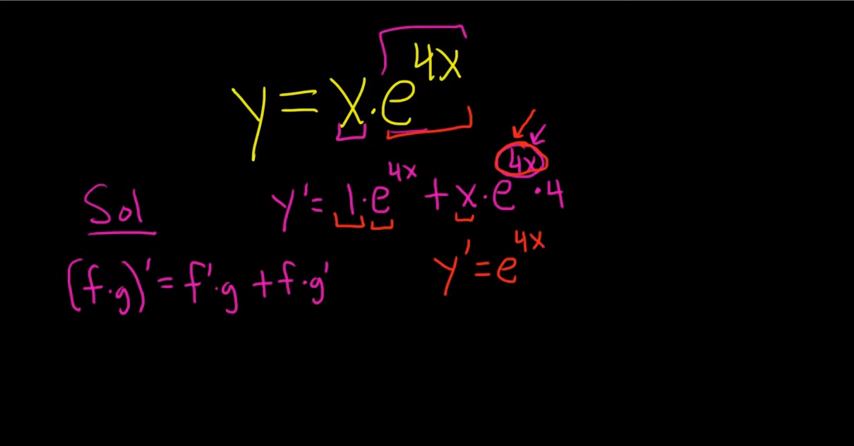 y = x · e^{4x}
Sol
y' = 1 · e^{4x} + x · e^{4x} · 4
(f · g)' = f' · g + f · g'
y' = e^{4x}